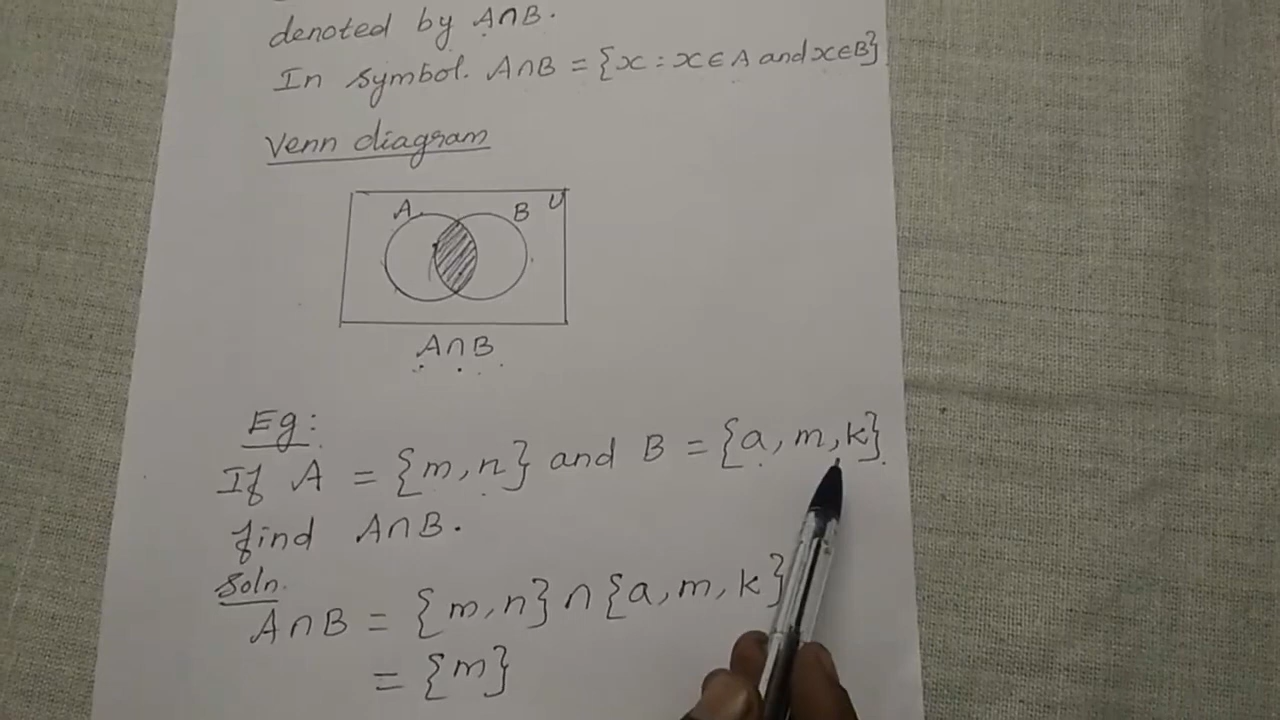 denoted by A∩B.
In symbol. A∩B = {x : x∈A and x∈B}
Venn diagram
A B U
A∩B
Eg:
If A = {m, n} and B = {a, m, k}
find A∩B.
Soln.
A∩B = {m, n} ∩ {a, m, k}
= {m}